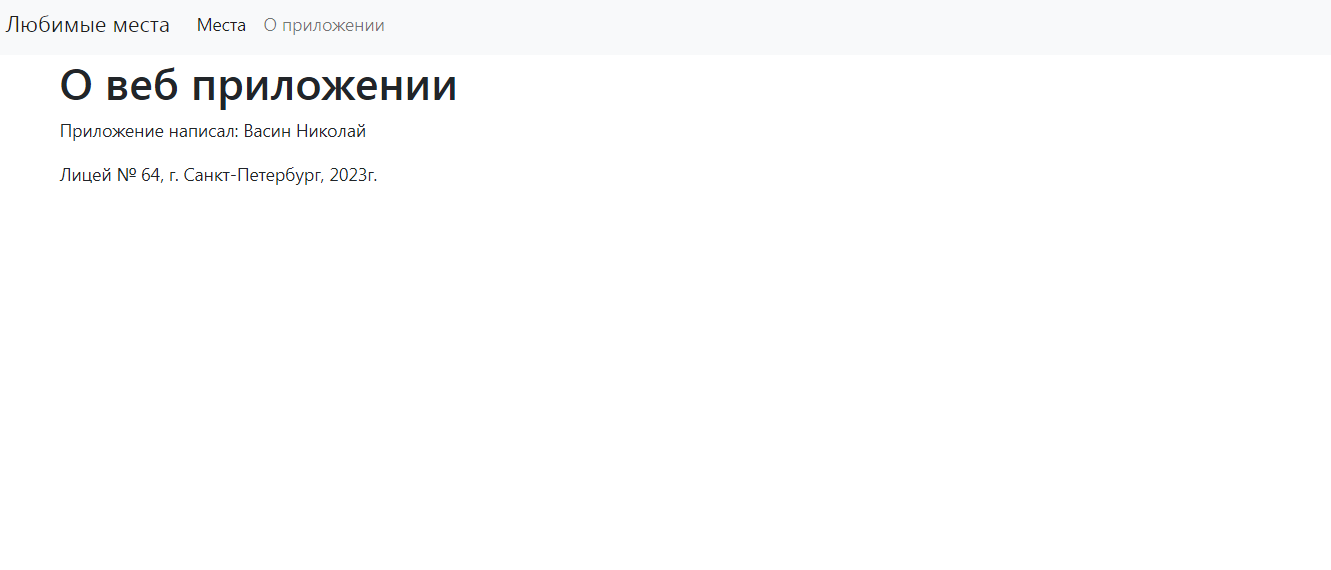 Любимые места Места О приложении
О веб приложении
Приложение написал: Васин Николай
Лицей № 64, г. Санкт-Петербург, 2023г.